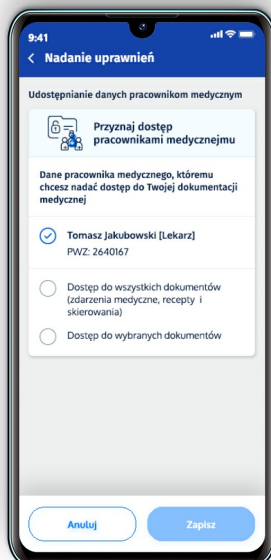 9:41
Nadanie uprawnień
Udostępnianie danych pracownikom medycznym
Przyznaj dostęp
pracownikami medycznejmu
Dane pracownika medycznego, któremu
chcesz nadać dostęp do Twojej dokumentacji
medycznej
Tomasz Jakubowski [Lekarz]
PWZ: 2640167
Dostęp do wszystkich dokumentów
(zdarzenia medyczne, recepty i
skierowania)
Dostęp do wybranych dokumentów
Anuluj
Zapisz